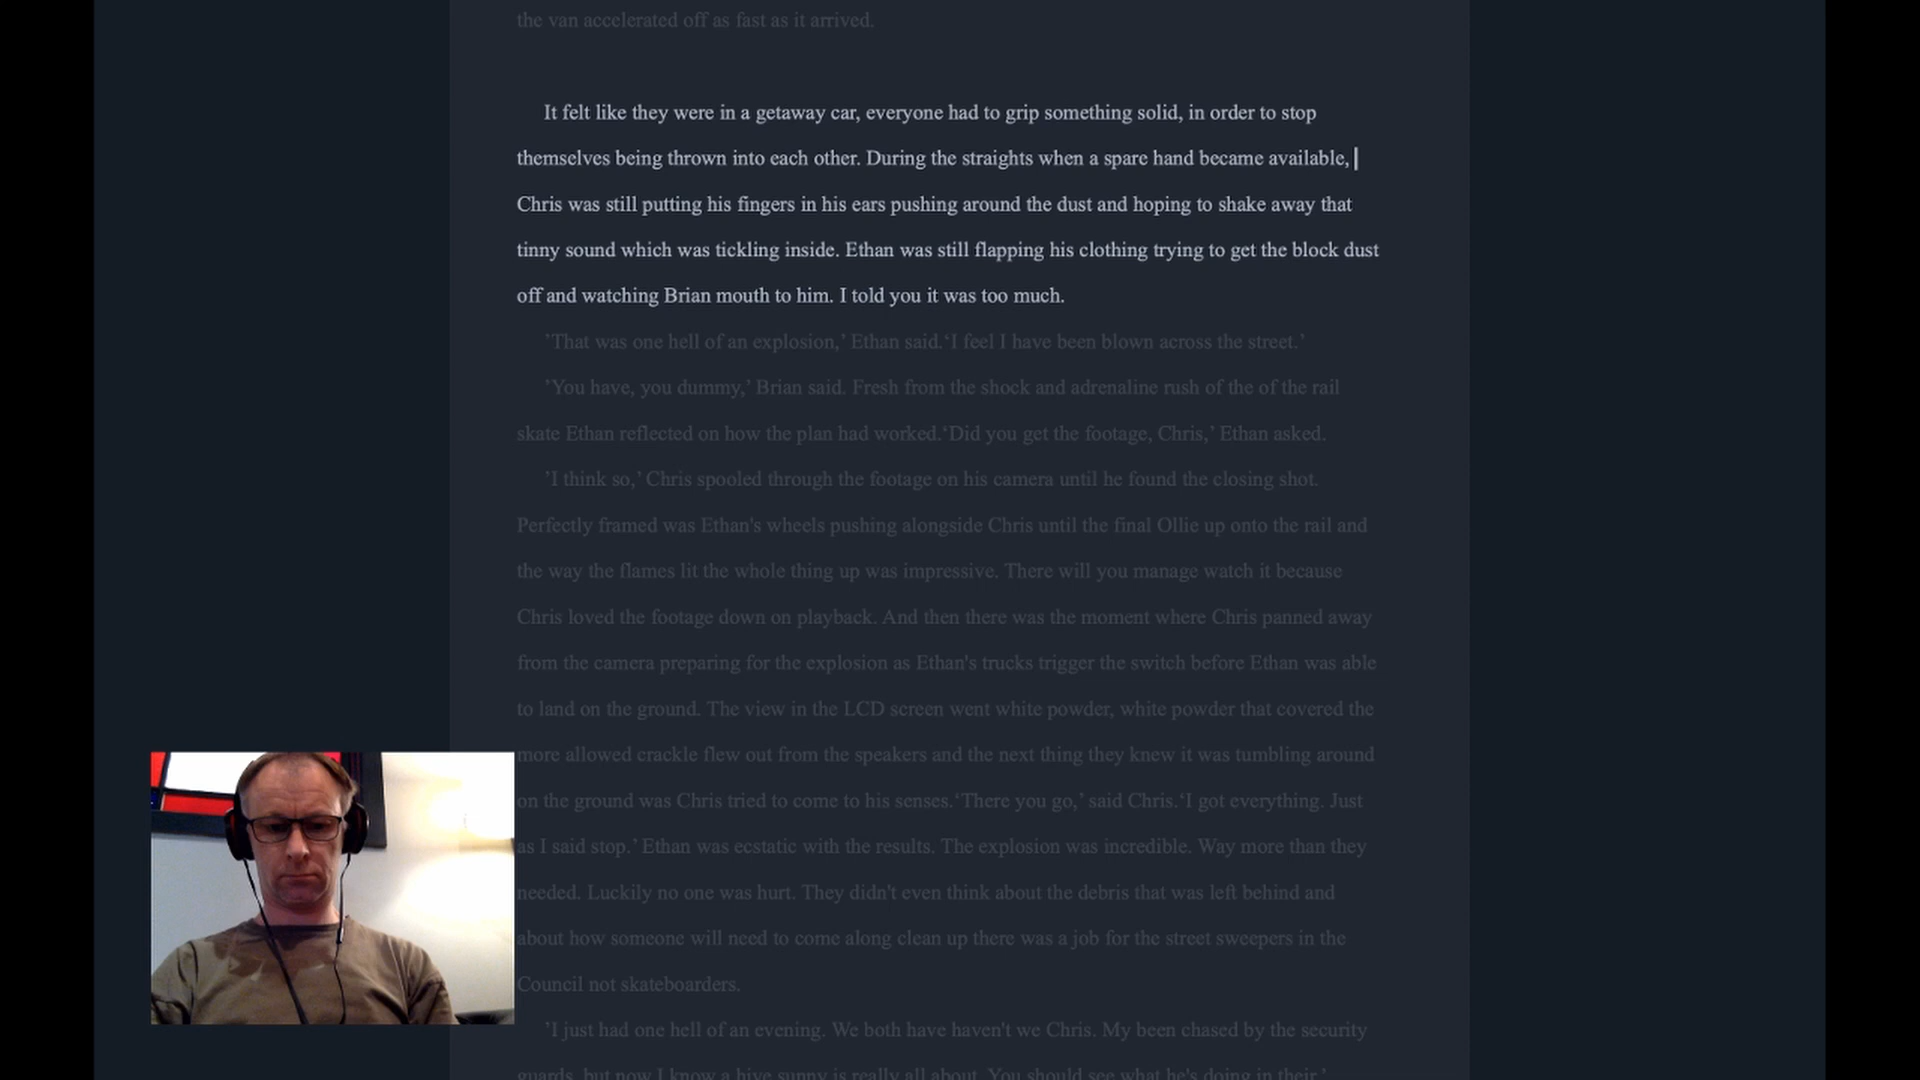 the van accelerated off as fast as it arrived.
It felt like they were in a getaway car, everyone had to grip something solid, in order to stop
themselves being thrown into each other. During the straights when a spare hand became available,
Chris was still putting his fingers in his ears pushing around the dust and hoping to shake away that
tinny sound which was tickling inside. Ethan was still flapping his clothing trying to get the block dust
off and watching Brian mouth to him. I told you it was too much.
’That was one hell of an explosion,’ Ethan said.‘I feel I have been blown across the street.’
’You have, you dummy,’ Brian said. Fresh from the shock and adrenaline rush of the of the rail
skate Ethan reflected on how the plan had worked.‘Did you get the footage, Chris,’ Ethan asked.
’I think so,’ Chris spooled through the footage on his camera until he found the closing shot.
Perfectly framed was Ethan's wheels pushing alongside Chris until the final Ollie up onto the rail and
the way the flames lit the whole thing up was impressive. There will you manage watch it because
Chris loved the footage down on playback. And then there was the moment where Chris panned away
from the camera preparing for the explosion as Ethan's trucks trigger the switch before Ethan was able
to land on the ground. The view in the LCD screen went white powder, white powder that covered the
more allowed crackle flew out from the speakers and the next thing they knew it was tumbling around
on the ground was Chris tried to come to his senses.‘There you go,’ said Chris.‘I got everything. Just
as I said stop.’ Ethan was ecstatic with the results. The explosion was incredible. Way more than they
needed. Luckily no one was hurt. They didn't even think about the debris that was left behind and
about how someone will need to come along clean up there was a job for the street sweepers in the
Council not skateboarders.
’I just had one hell of an evening. We both have haven't we Chris. My been chased by the security
guards, but now I know a hive sunny is really all about. You should see what he's doing in their.’